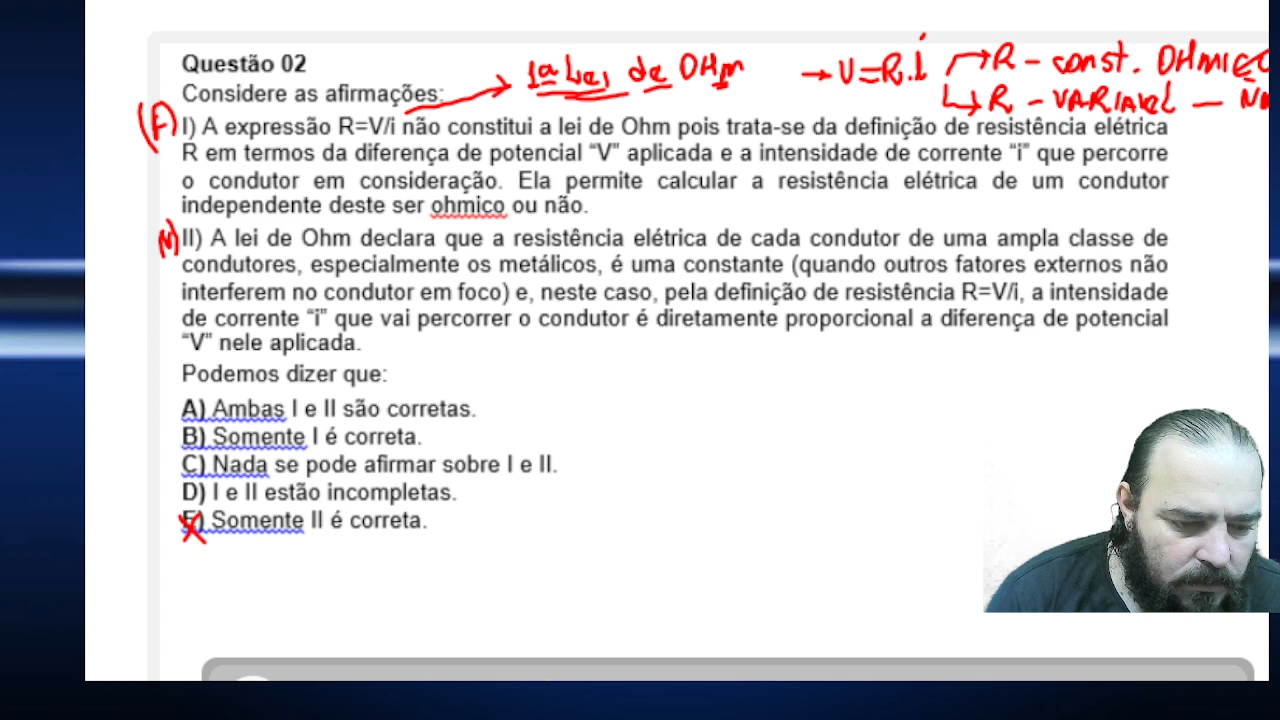 Questão 02
1a Lei de OHM → V=R.i → R - const. OHMICO
Considere as afirmações:
↳ R - VARIAVEL -
(F) I) A expressão R=V/i não constitui a lei de Ohm pois trata-se da definição de resistência elétrica
R em termos da diferença de potencial “V” aplicada e a intensidade de corrente “i” que percorre
o condutor em consideração. Ela permite calcular a resistência elétrica de um condutor
independente deste ser ohmico ou não.
II) A lei de Ohm declara que a resistência elétrica de cada condutor de uma ampla classe de
condutores, especialmente os metálicos, é uma constante (quando outros fatores externos não
interferem no condutor em foco) e, neste caso, pela definição de resistência R=V/i, a intensidade
de corrente “i” que vai percorrer o condutor é diretamente proporcional a diferença de potencial
“V” nele aplicada.
Podemos dizer que:
A) Ambas I e II são corretas.
B) Somente I é correta.
C) Nada se pode afirmar sobre I e II.
D) I e II estão incompletas.
E) Somente II é correta.